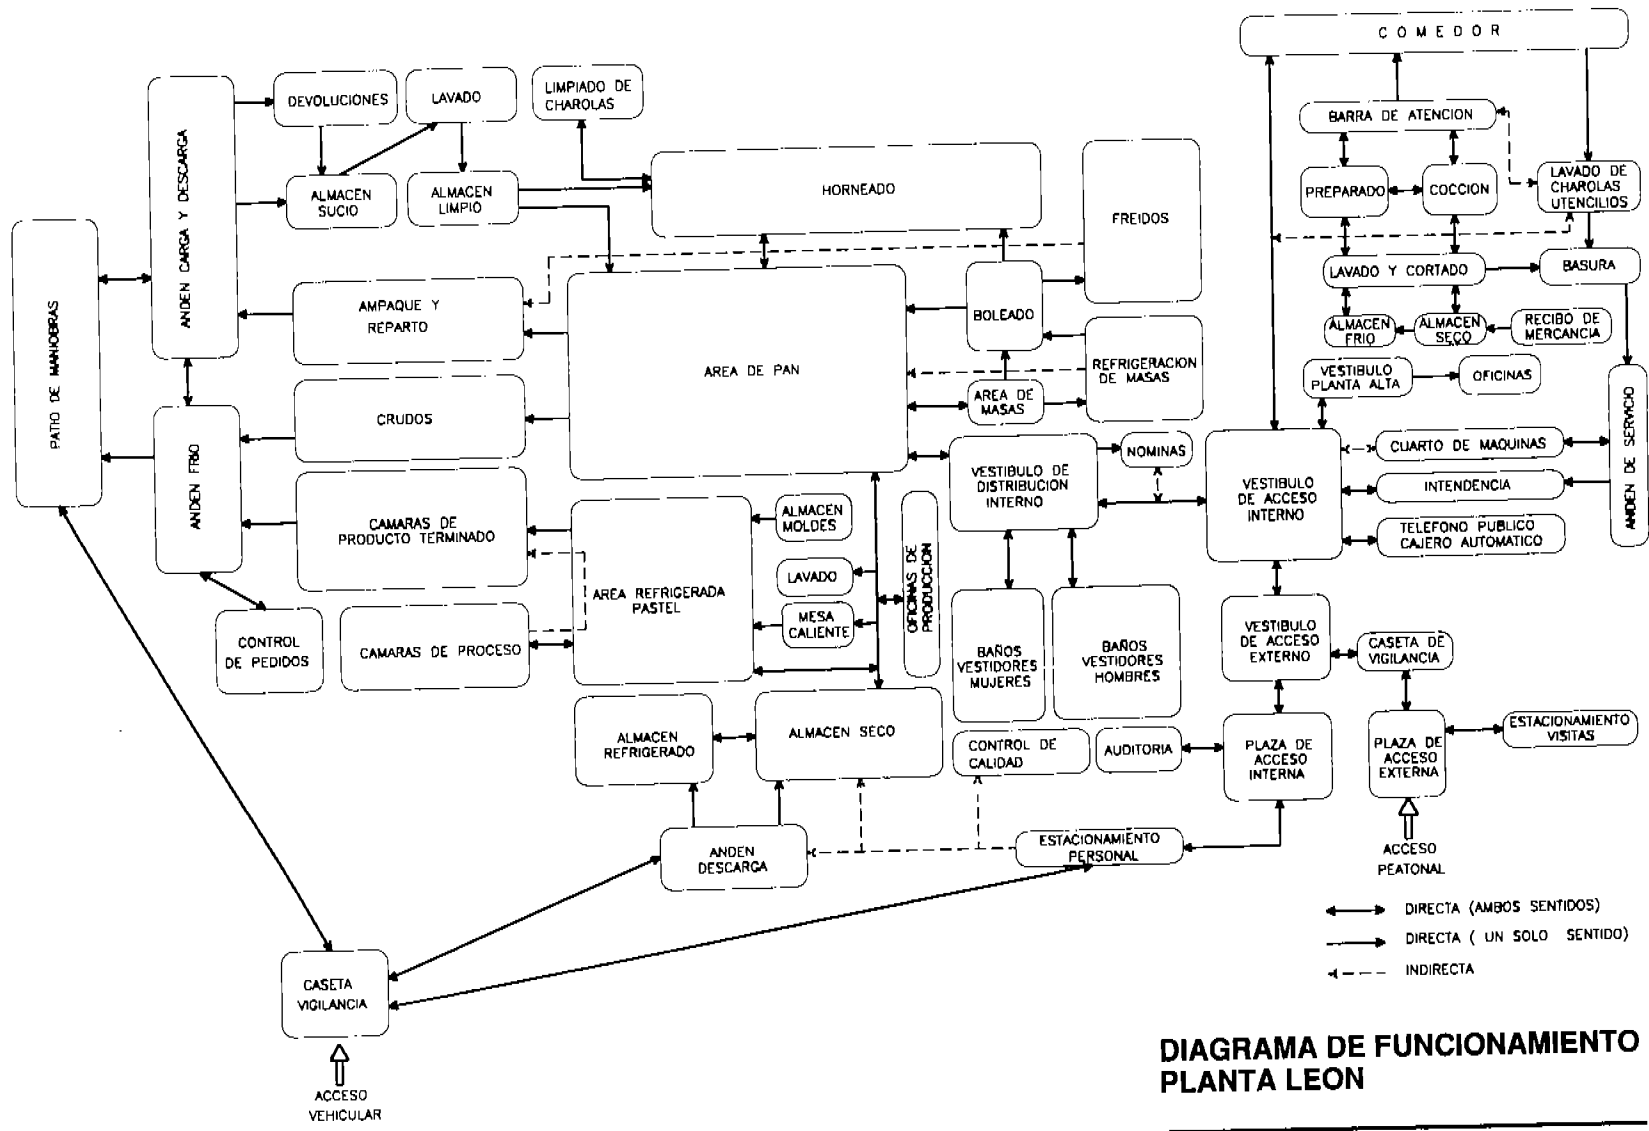 COMEDOR
DEVOLUCIONES
LAVADO
LIMPIADO DE
CHAROLAS
ANDEN CARGA Y DESCARGA
ALMACEN
SUCIO
ALMACEN
LIMPIO
HORNEADO
FREIDOS
BARRA DE ATENCION
PREPARADO
COCCION
LAVADO DE
CHAROLAS
UTENCILIOS
LAVADO Y CORTADO
BASURA
ALMACEN
FRIO
ALMACEN
SECO
RECIBO DE
MERCANCIA
PATIO DE MANIOBRAS
AMPAQUE Y
REPARTO
AREA DE PAN
BOLEADO
REFRIGERACION
DE MASAS
AREA DE
MASAS
VESTIBULO
PLANTA ALTA
OFICINAS
ANDEN DE SERVICIO
CRUDOS
ANDEN FRIO
NOMINAS
VESTIBULO DE
DISTRIBUCION
INTERNO
VESTIBULO
DE ACCESO
INTERNO
CUARTO DE MAQUINAS
INTENDENCIA
TELEFONO PUBLICO
CAJERO AUTOMATICO
CAMARAS DE
PRODUCTO TERMINADO
ALMACEN
MOLDES
LAVADO
AREA REFRIGERADA
PASTEL
MESA
CALIENTE
OFICINAS DE
PRODUCCION
CONTROL
DE PEDIDOS
CAMARAS DE PROCESO
BAÑOS
VESTIDORES
MUJERES
BAÑOS
VESTIDORES
HOMBRES
VESTIBULO
DE ACCESO
EXTERNO
CASETA DE
VIGILANCIA
ALMACEN
REFRIGERADO
ALMACEN SECO
CONTROL DE
CALIDAD
AUDITORIA
PLAZA DE
ACCESO
INTERNA
PLAZA DE
ACCESO
EXTERNA
ESTACIONAMIENTO
VISITAS
ANDEN
DESCARGA
ESTACIONAMIENTO
PERSONAL
ACCESO
PEATONAL
DIRECTA (AMBOS SENTIDOS)
DIRECTA ( UN SOLO SENTIDO)
INDIRECTA
CASETA
VIGILANCIA
ACCESO
VEHICULAR
DIAGRAMA DE FUNCIONAMIENTO
PLANTA LEON